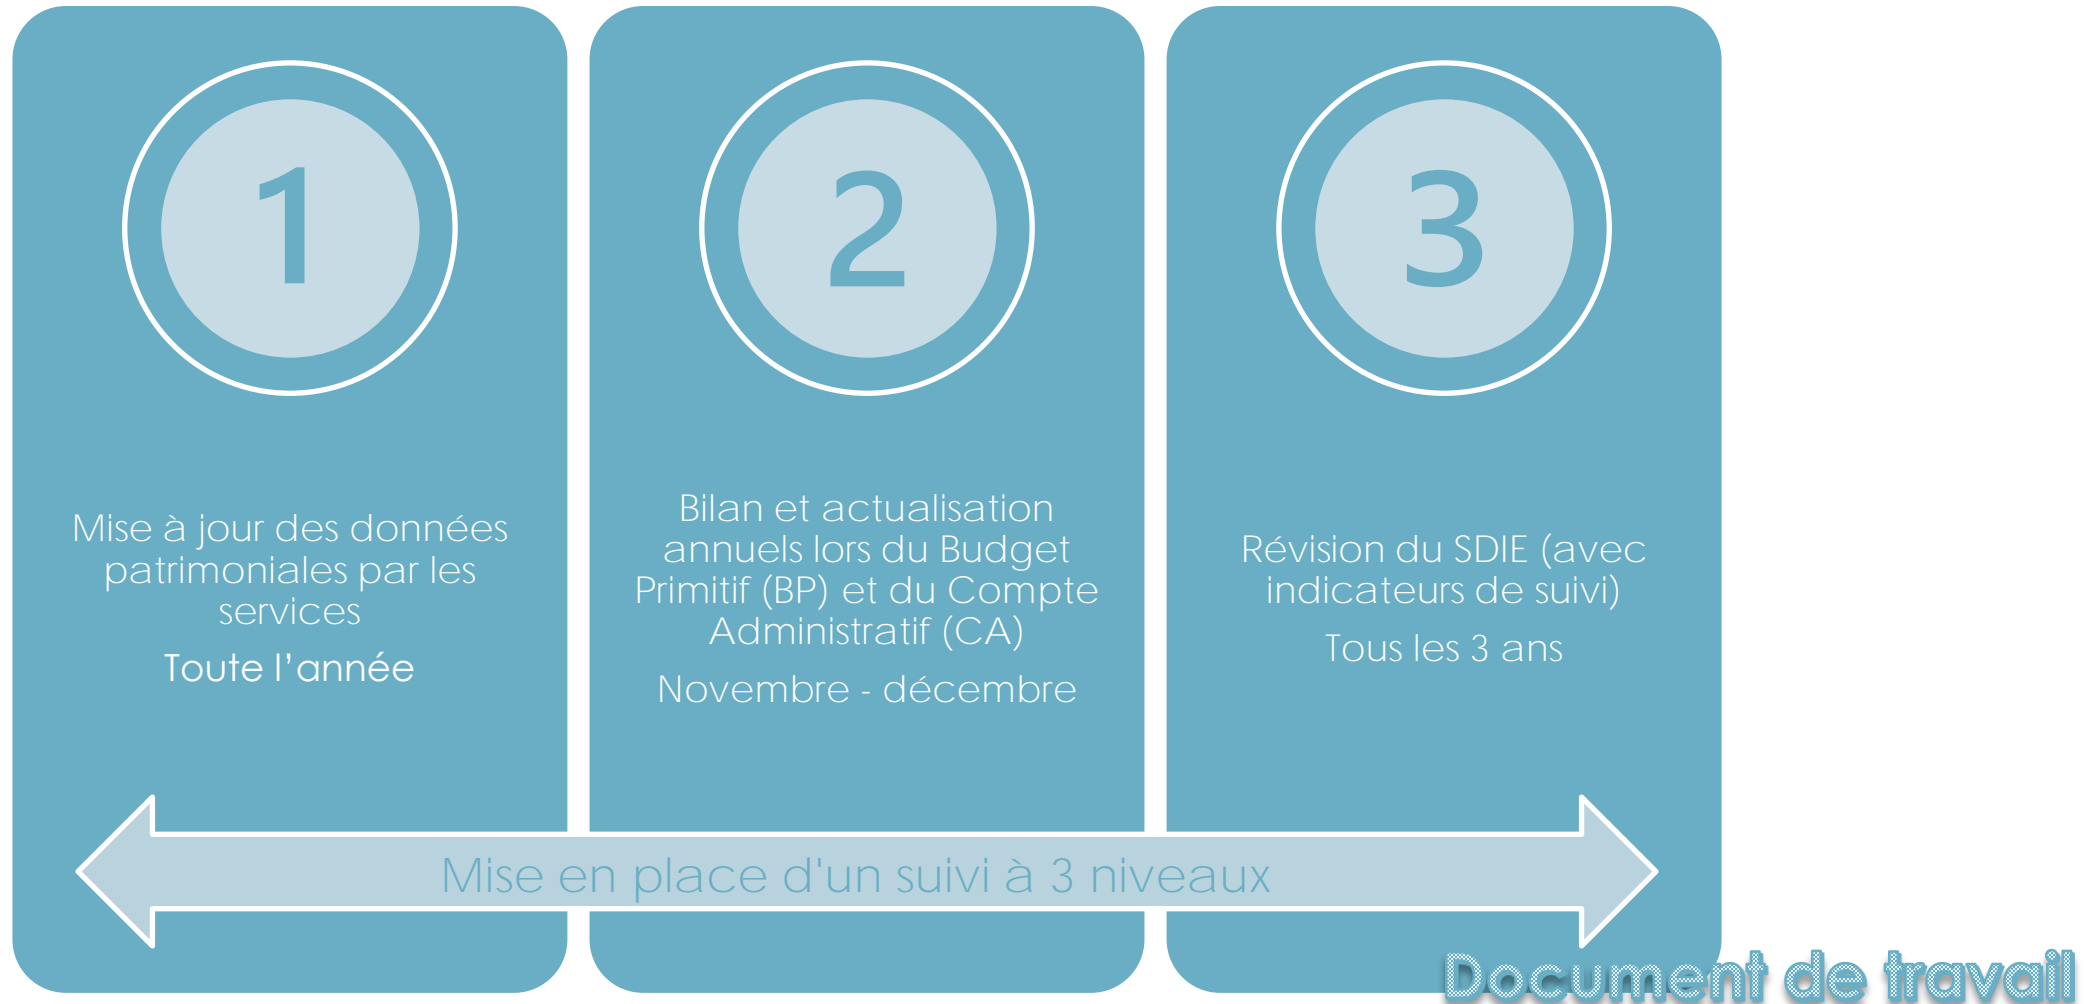 1
Mise à jour des données
patrimoniales par les
services
Toute l’année
2
Bilan et actualisation
annuels lors du Budget
Primitif (BP) et du Compte
Administratif (CA)
Novembre - décembre
3
Révision du SDIE (avec
indicateurs de suivi)
Tous les 3 ans
Mise en place d'un suivi à 3 niveaux
Document de travail